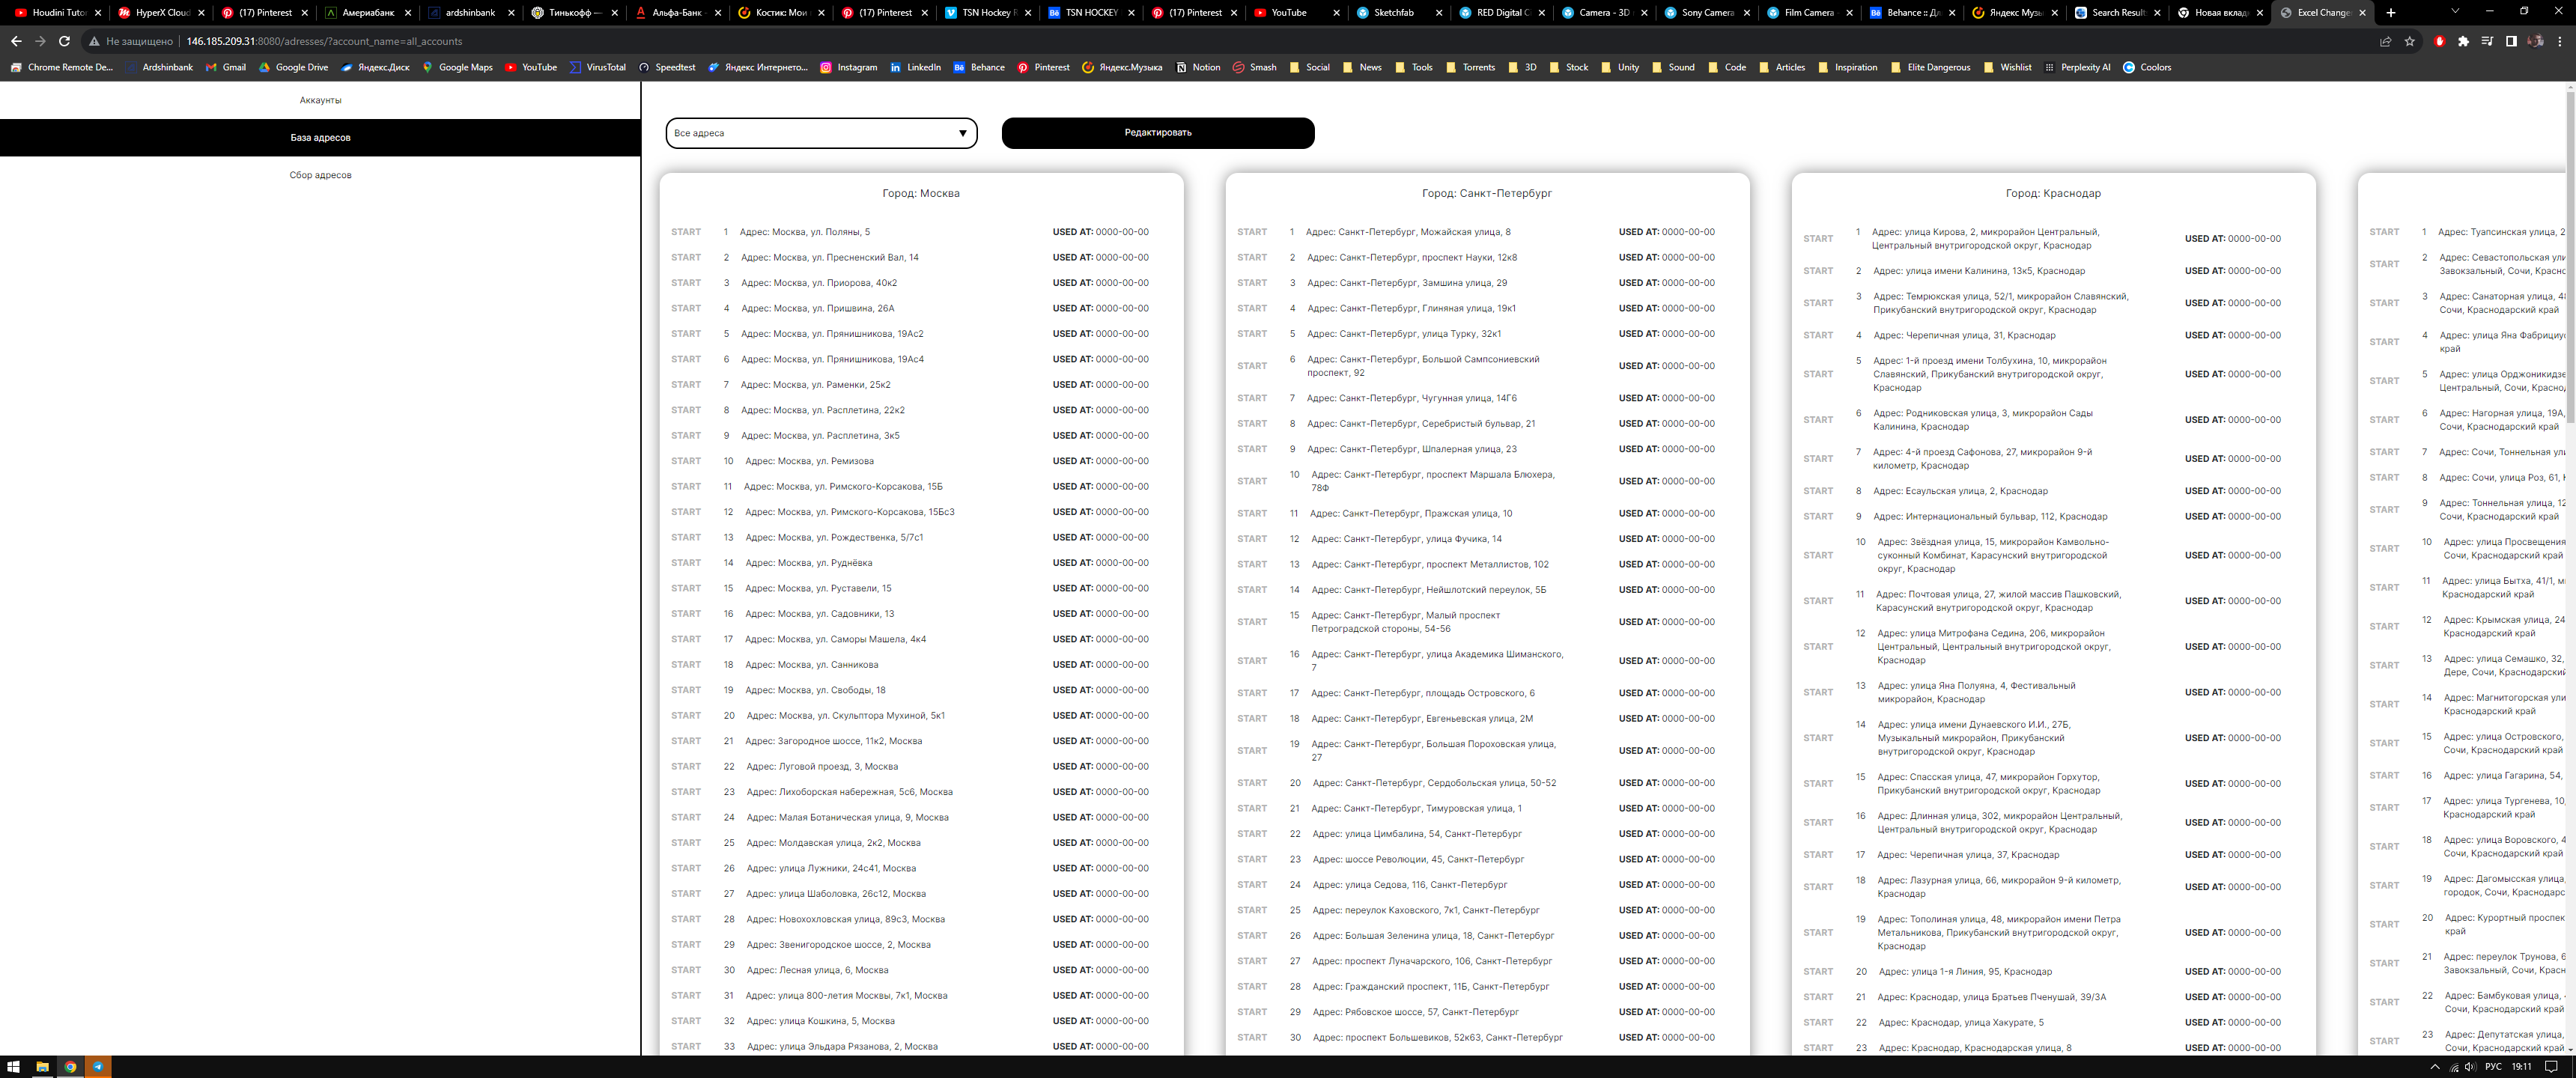 Houdini Tutor
HyperX Cloud
(17) Pinterest
Америабанк
ardshinbank
Тинькофф —
Альфа-Банк
Костик: Мои
(17) Pinterest
TSN Hockey R
TSN HOCKEY
(17) Pinterest
YouTube
Sketchfab
RED Digital C
Camera - 3D
Sony Camera
Film Camera
Behance :: Дл
Яндекс Музы
Search Result
Новая вклад
Excel Change
Не защищено
146.185.209.31:8080/adresses/?account_name=all_accounts
Chrome Remote De...
Ardshinbank
Gmail
Google Drive
Яндекс.Диск
Google Maps
YouTube
VirusTotal
Speedtest
Яндекс Интернето...
Instagram
LinkedIn
Behance
Pinterest
Яндекс.Музыка
Notion
Smash
Social
News
Tools
Torrents
3D
Stock
Unity
Sound
Code
Articles
Inspiration
Elite Dangerous
Wishlist
Perplexity AI
Coolors
Аккаунты
База адресов
Сбор адресов
Все адреса
Редактировать
Город: Москва
START 1 Адрес: Москва, ул. Поляны, 5 USED AT: 0000-00-00
START 2 Адрес: Москва, ул. Пресненский Вал, 14 USED AT: 0000-00-00
START 3 Адрес: Москва, ул. Приорова, 40к2 USED AT: 0000-00-00
START 4 Адрес: Москва, ул. Пришвина, 26А USED AT: 0000-00-00
START 5 Адрес: Москва, ул. Прянишникова, 19Ас2 USED AT: 0000-00-00
START 6 Адрес: Москва, ул. Прянишникова, 19Ас4 USED AT: 0000-00-00
START 7 Адрес: Москва, ул. Раменки, 25к2 USED AT: 0000-00-00
START 8 Адрес: Москва, ул. Расплетина, 22к2 USED AT: 0000-00-00
START 9 Адрес: Москва, ул. Расплетина, 3к5 USED AT: 0000-00-00
START 10 Адрес: Москва, ул. Ремизова USED AT: 0000-00-00
START 11 Адрес: Москва, ул. Римского-Корсакова, 15Б USED AT: 0000-00-00
START 12 Адрес: Москва, ул. Римского-Корсакова, 15Бс3 USED AT: 0000-00-00
START 13 Адрес: Москва, ул. Рождественка, 5/7с1 USED AT: 0000-00-00
START 14 Адрес: Москва, ул. Руднёвка USED AT: 0000-00-00
START 15 Адрес: Москва, ул. Руставели, 15 USED AT: 0000-00-00
START 16 Адрес: Москва, ул. Садовники, 13 USED AT: 0000-00-00
START 17 Адрес: Москва, ул. Саморы Машела, 4к4 USED AT: 0000-00-00
START 18 Адрес: Москва, ул. Санникова USED AT: 0000-00-00
START 19 Адрес: Москва, ул. Свободы, 18 USED AT: 0000-00-00
START 20 Адрес: Москва, ул. Скульптора Мухиной, 5к1 USED AT: 0000-00-00
START 21 Адрес: Загородное шоссе, 11к2, Москва USED AT: 0000-00-00
START 22 Адрес: Луговой проезд, 3, Москва USED AT: 0000-00-00
START 23 Адрес: Лихоборская набережная, 5с6, Москва USED AT: 0000-00-00
START 24 Адрес: Малая Ботаническая улица, 9, Москва USED AT: 0000-00-00
START 25 Адрес: Молдавская улица, 2к2, Москва USED AT: 0000-00-00
START 26 Адрес: улица Лужники, 24с41, Москва USED AT: 0000-00-00
START 27 Адрес: улица Шаболовка, 26с12, Москва USED AT: 0000-00-00
START 28 Адрес: Новохохловская улица, 89с3, Москва USED AT: 0000-00-00
START 29 Адрес: Звенигородское шоссе, 2, Москва USED AT: 0000-00-00
START 30 Адрес: Лесная улица, 6, Москва USED AT: 0000-00-00
START 31 Адрес: улица 800-летия Москвы, 7к1, Москва USED AT: 0000-00-00
START 32 Адрес: улица Кошкина, 5, Москва USED AT: 0000-00-00
START 33 Адрес: улица Эльдара Рязанова, 2, Москва USED AT: 0000-00-00
Город: Санкт-Петербург
START 1 Адрес: Санкт-Петербург, Можайская улица, 8 USED AT: 0000-00-00
START 2 Адрес: Санкт-Петербург, проспект Науки, 12к8 USED AT: 0000-00-00
START 3 Адрес: Санкт-Петербург, Замшина улица, 29 USED AT: 0000-00-00
START 4 Адрес: Санкт-Петербург, Глиняная улица, 19к1 USED AT: 0000-00-00
START 5 Адрес: Санкт-Петербург, улица Турку, 32к1 USED AT: 0000-00-00
START 6 Адрес: Санкт-Петербург, Большой Сампсониевский USED AT: 0000-00-00
проспект, 92
START 7 Адрес: Санкт-Петербург, Чугунная улица, 14Г6 USED AT: 0000-00-00
START 8 Адрес: Санкт-Петербург, Серебристый бульвар, 21 USED AT: 0000-00-00
START 9 Адрес: Санкт-Петербург, Шпалерная улица, 23 USED AT: 0000-00-00
START 10 Адрес: Санкт-Петербург, проспект Маршала Блюхера, USED AT: 0000-00-00
78Ф
START 11 Адрес: Санкт-Петербург, Пражская улица, 10 USED AT: 0000-00-00
START 12 Адрес: Санкт-Петербург, улица Фучика, 14 USED AT: 0000-00-00
START 13 Адрес: Санкт-Петербург, проспект Металлистов, 102 USED AT: 0000-00-00
START 14 Адрес: Санкт-Петербург, Нейшлотский переулок, 5Б USED AT: 0000-00-00
START 15 Адрес: Санкт-Петербург, Малый проспект USED AT: 0000-00-00
Петроградской стороны, 54-56
START 16 Адрес: Санкт-Петербург, улица Академика Шиманского, USED AT: 0000-00-00
7
START 17 Адрес: Санкт-Петербург, площадь Островского, 6 USED AT: 0000-00-00
START 18 Адрес: Санкт-Петербург, Евгеньевская улица, 2М USED AT: 0000-00-00
START 19 Адрес: Санкт-Петербург, Большая Пороховская улица, USED AT: 0000-00-00
27
START 20 Адрес: Санкт-Петербург, Сердобольская улица, 50-52 USED AT: 0000-00-00
START 21 Адрес: Санкт-Петербург, Тимуровская улица, 1 USED AT: 0000-00-00
START 22 Адрес: улица Цимбалина, 54, Санкт-Петербург USED AT: 0000-00-00
START 23 Адрес: шоссе Революции, 45, Санкт-Петербург USED AT: 0000-00-00
START 24 Адрес: улица Седова, 116, Санкт-Петербург USED AT: 0000-00-00
START 25 Адрес: переулок Каховского, 7к1, Санкт-Петербург USED AT: 0000-00-00
START 26 Адрес: Большая Зеленина улица, 18, Санкт-Петербург USED AT: 0000-00-00
START 27 Адрес: проспект Луначарского, 106, Санкт-Петербург USED AT: 0000-00-00
START 28 Адрес: Гражданский проспект, 11Б, Санкт-Петербург USED AT: 0000-00-00
START 29 Адрес: Рябовское шоссе, 57, Санкт-Петербург USED AT: 0000-00-00
START 30 Адрес: проспект Большевиков, 52к63, Санкт-Петербург USED AT: 0000-00-00
Город: Краснодар
START 1 Адрес: улица Кирова, 2, микрорайон Центральный, USED AT: 0000-00-00
Центральный внутригородской округ, Краснодар
START 2 Адрес: улица имени Калинина, 13к5, Краснодар USED AT: 0000-00-00
START 3 Адрес: Темрюкская улица, 52/1, микрорайон Славянский, USED AT: 0000-00-00
Прикубанский внутригородской округ, Краснодар
START 4 Адрес: Черепичная улица, 31, Краснодар USED AT: 0000-00-00
START 5 Адрес: 1-й проезд имени Толбухина, 10, микрорайон USED AT: 0000-00-00
Славянский, Прикубанский внутригородской округ,
Краснодар
START 6 Адрес: Родниковская улица, 3, микрорайон Сады USED AT: 0000-00-00
Калинина, Краснодар
START 7 Адрес: 4-й проезд Сафонова, 27, микрорайон 9-й USED AT: 0000-00-00
километр, Краснодар
START 8 Адрес: Есаульская улица, 2, Краснодар USED AT: 0000-00-00
START 9 Адрес: Интернациональный бульвар, 112, Краснодар USED AT: 0000-00-00
START 10 Адрес: Звёздная улица, 15, микрорайон Камвольно- USED AT: 0000-00-00
суконный Комбинат, Карасунский внутригородской
округ, Краснодар
START 11 Адрес: Почтовая улица, 27, жилой массив Пашковский, USED AT: 0000-00-00
Карасунский внутригородской округ, Краснодар
START 12 Адрес: улица Митрофана Седина, 206, микрорайон USED AT: 0000-00-00
Центральный, Центральный внутригородской округ,
Краснодар
START 13 Адрес: улица Яна Полуяна, 4, Фестивальный USED AT: 0000-00-00
микрорайон, Краснодар
START 14 Адрес: улица имени Дунаевского И.И., 27Б, USED AT: 0000-00-00
Музыкальный микрорайон, Прикубанский
внутригородской округ, Краснодар
START 15 Адрес: Спасская улица, 47, микрорайон Горхутор, USED AT: 0000-00-00
Прикубанский внутригородской округ, Краснодар
START 16 Адрес: Длинная улица, 302, микрорайон Центральный, USED AT: 0000-00-00
Центральный внутригородской округ, Краснодар
START 17 Адрес: Черепичная улица, 37, Краснодар USED AT: 0000-00-00
START 18 Адрес: Лазурная улица, 66, микрорайон 9-й километр, USED AT: 0000-00-00
Краснодар
START 19 Адрес: Тополиная улица, 48, микрорайон имени Петра USED AT: 0000-00-00
Метальникова, Прикубанский внутригородской округ,
Краснодар
START 20 Адрес: улица 1-я Линия, 95, Краснодар USED AT: 0000-00-00
START 21 Адрес: Краснодар, улица Братьев Пченушай, 39/3А USED AT: 0000-00-00
START 22 Адрес: Краснодар, улица Хакурате, 5 USED AT: 0000-00-00
START 23 Адрес: Краснодар, Краснодарская улица, 8 USED AT: 0000-00-00
START 1 Адрес: Туапсинская улица, 2
START 2 Адрес: Севастопольская ули
Завокзальный, Сочи, Красно
START 3 Адрес: Санаторная улица, 48
Сочи, Краснодарский край
START 4 Адрес: улица Яна Фабрициу
край
START 5 Адрес: улица Орджоникидзе
Центральный, Сочи, Красно
START 6 Адрес: Нагорная улица, 19А,
Сочи, Краснодарский край
START 7 Адрес: Сочи, Тоннельная ули
START 8 Адрес: Сочи, улица Роз, 61,
START 9 Адрес: Тоннельная улица, 12
Сочи, Краснодарский край
START 10 Адрес: улица Просвещения
Сочи, Краснодарский край
START 11 Адрес: улица Бытха, 41/1, м
Краснодарский край
START 12 Адрес: Крымская улица, 24
Краснодарский край
START 13 Адрес: улица Семашко, 32,
Дере, Сочи, Краснодарский
START 14 Адрес: Магнитогорская ули
Краснодарский край
START 15 Адрес: улица Островского,
Сочи, Краснодарский край
START 16 Адрес: улица Гагарина, 54,
START 17 Адрес: улица Тургенева, 10,
Краснодарский край
START 18 Адрес: улица Воровского, 4
Сочи, Краснодарский край
START 19 Адрес: Дагомысская улица,
городок, Сочи, Краснодарс
START 20 Адрес: Курортный проспек
край
START 21 Адрес: переулок Трунова, 6
Завокзальный, Сочи, Красн
START 22 Адрес: Бамбуковая улица,
Сочи, Краснодарский край
START 23 Адрес: Депутатская улица,
Сочи, Краснодарский край
РУС
19:11